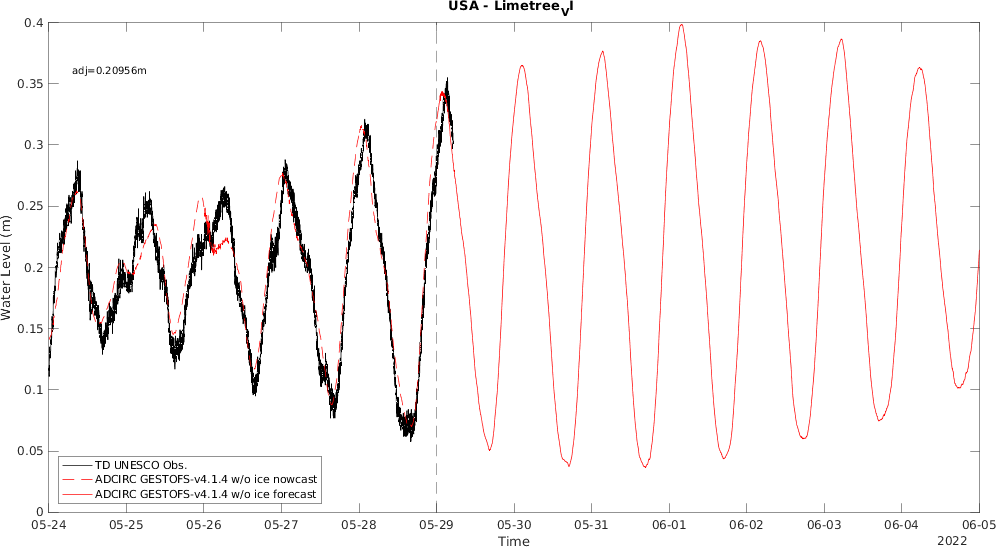 USA - Limetree_VI
0.4
adj=0.20956m
0.35
0.3
0.25
0.2
0.15
0.1
0.05
0
Water Level (m)
TD UNESCO Obs.
ADCIRC GESTOFS-v4.1.4 w/o ice nowcast
ADCIRC GESTOFS-v4.1.4 w/o ice forecast
05-24 05-25 05-26 05-27 05-28 05-29 05-30 05-31 06-01 06-02 06-03 06-04 06-05
Time
2022